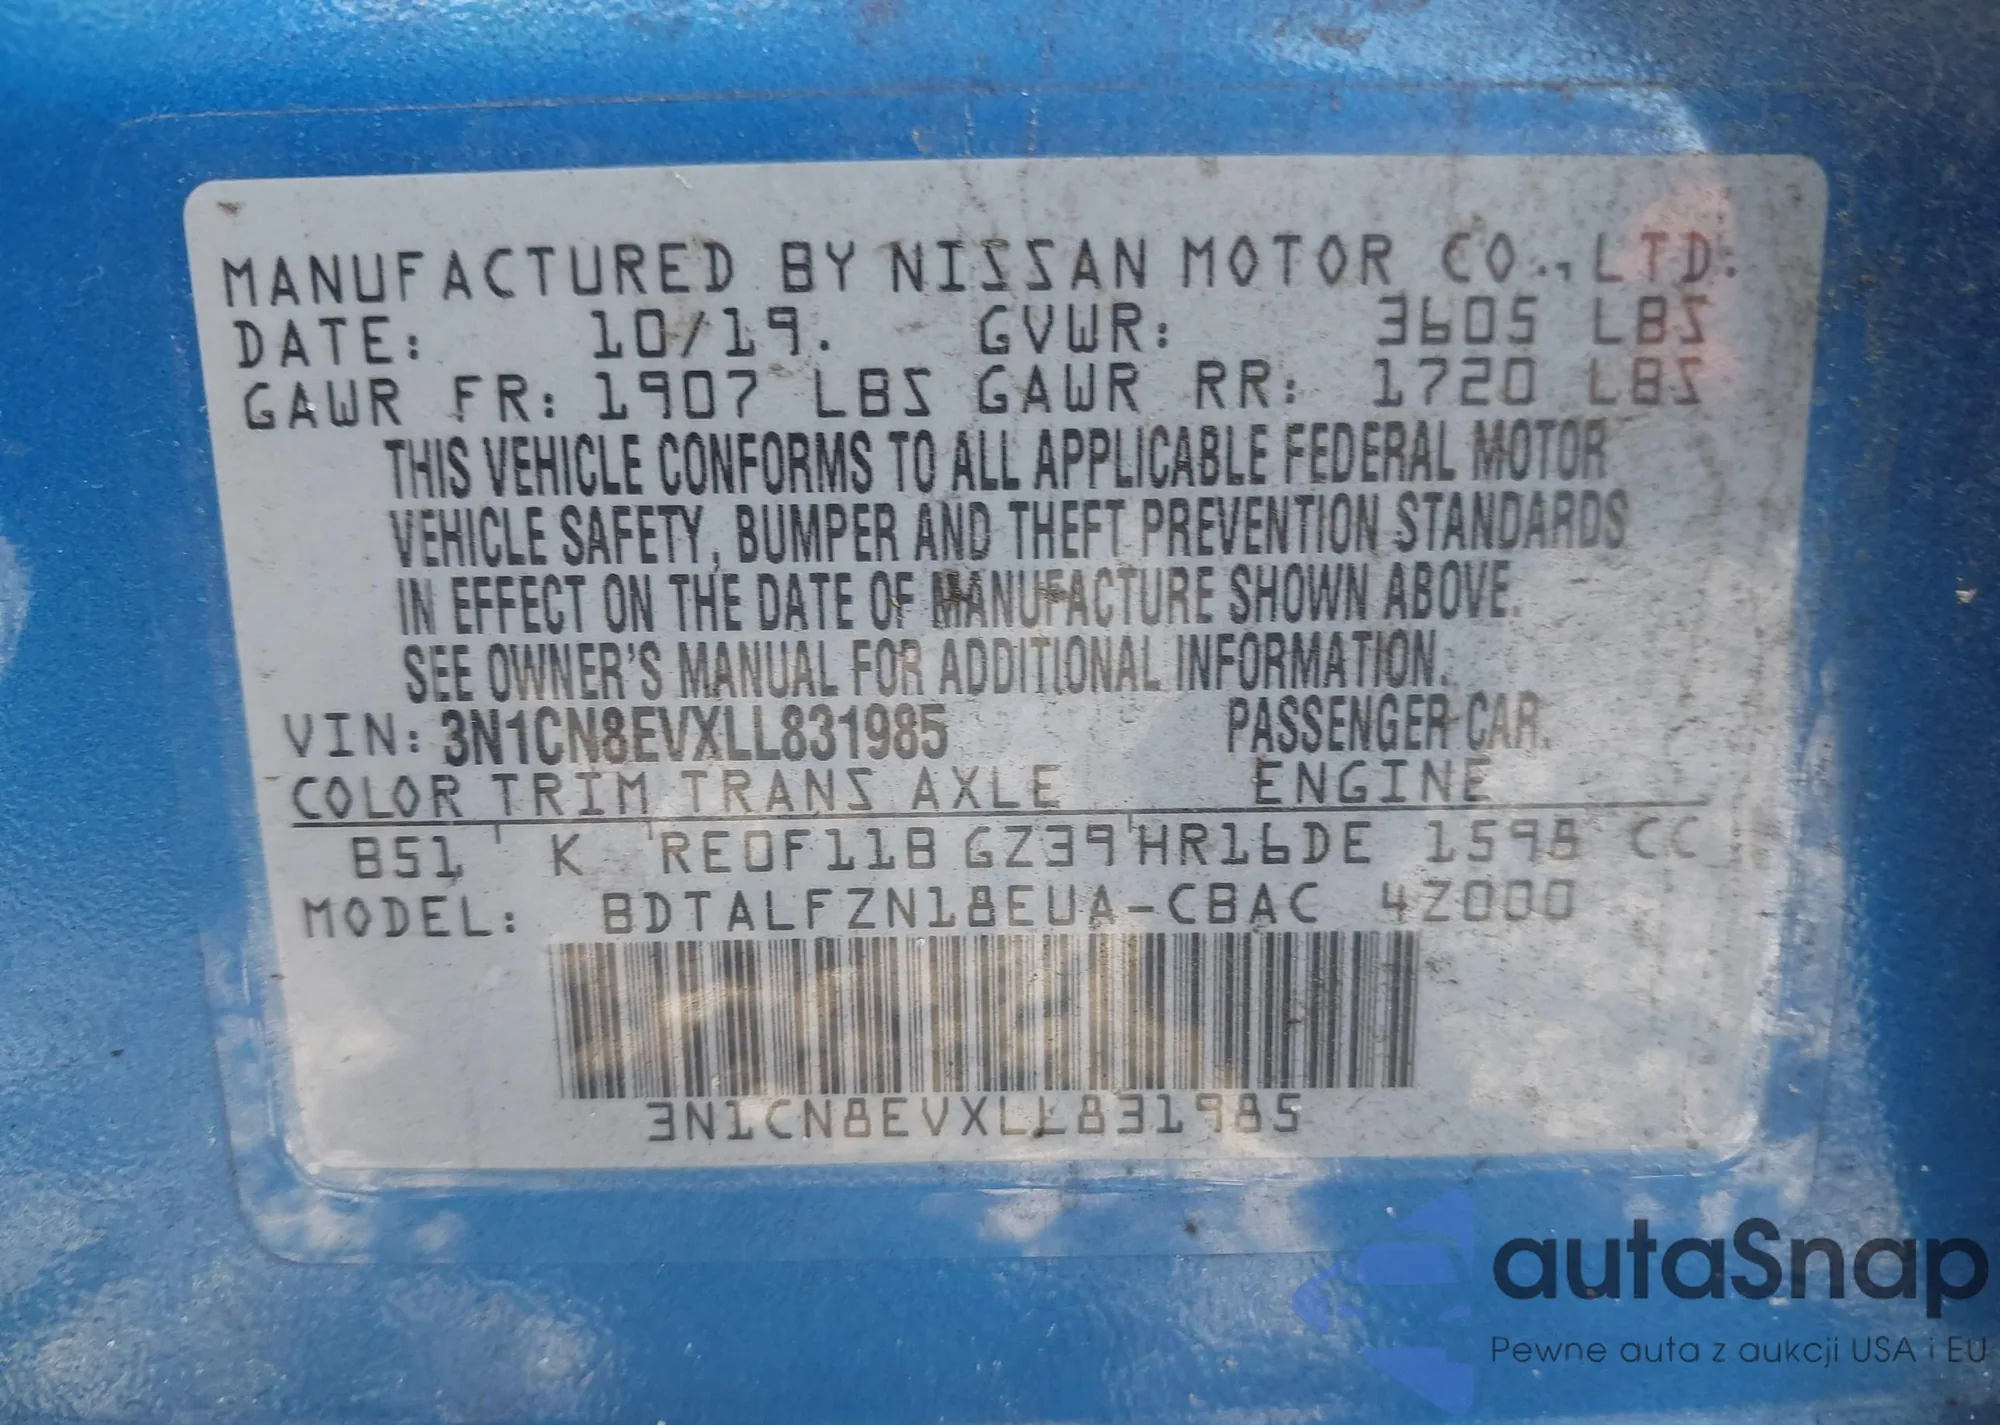 MANUFACTURED BY NISSAN MOTOR CO., LTD.
DATE: 10/19. GVWR: 3605 LBS
GAWR FR: 1907 LBS GAWR RR: 1720 LBS
THIS VEHICLE CONFORMS TO ALL APPLICABLE FEDERAL MOTOR
VEHICLE SAFETY, BUMPER AND THEFT PREVENTION STANDARDS
IN EFFECT ON THE DATE OF MANUFACTURE SHOWN ABOVE.
SEE OWNER'S MANUAL FOR ADDITIONAL INFORMATION.
VIN: 3N1CN8EVXLL831985 PASSENGER CAR.
COLOR TRIM TRANS AXLE ENGINE
B51 K RE0F11B GZ39 HR16DE 1598 CC
MODEL: BDTALFZN18EUA-CBAC 4Z000
3N1CN8EVXLL831985
autaSnap
Pewne auta z aukcji USA i EU